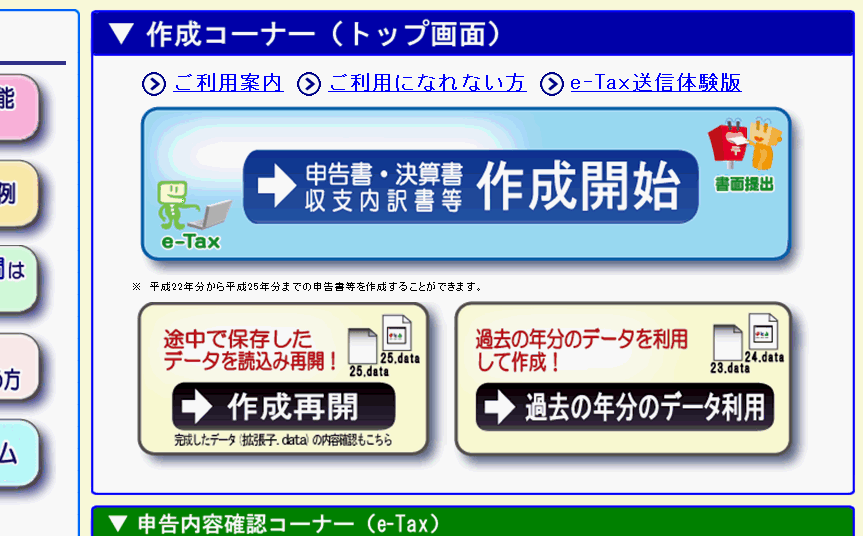 ▼ 作成コーナー（トップ画面）
ご利用案内 ご利用になれない方 e-Tax送信体験版
申告書・決算書
収支内訳書等
作成開始
e-Tax
書面提出
※ 平成22年分から平成25年分までの申告書等を作成することができます。
途中で保存した
データを読込み再開！
25.data
25.data
作成再開
完成したデータ（拡張子.data）の内容確認もこちら
過去の年分のデータを利用
して作成！
24.data
23.data
過去の年分のデータ利用
▼ 申告内容確認コーナー（e-Tax）
能
例
は
の方
ム